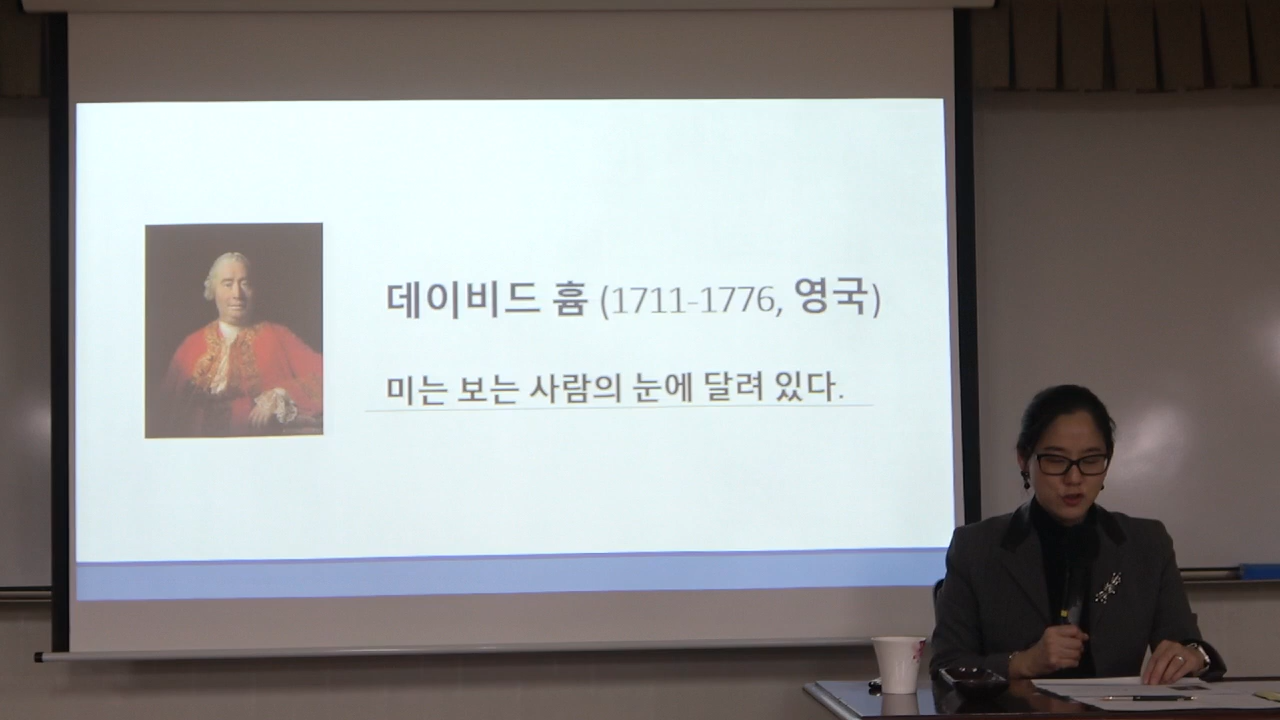 데이비드 흄 (1711-1776, 영국)
미는 보는 사람의 눈에 달려 있다.